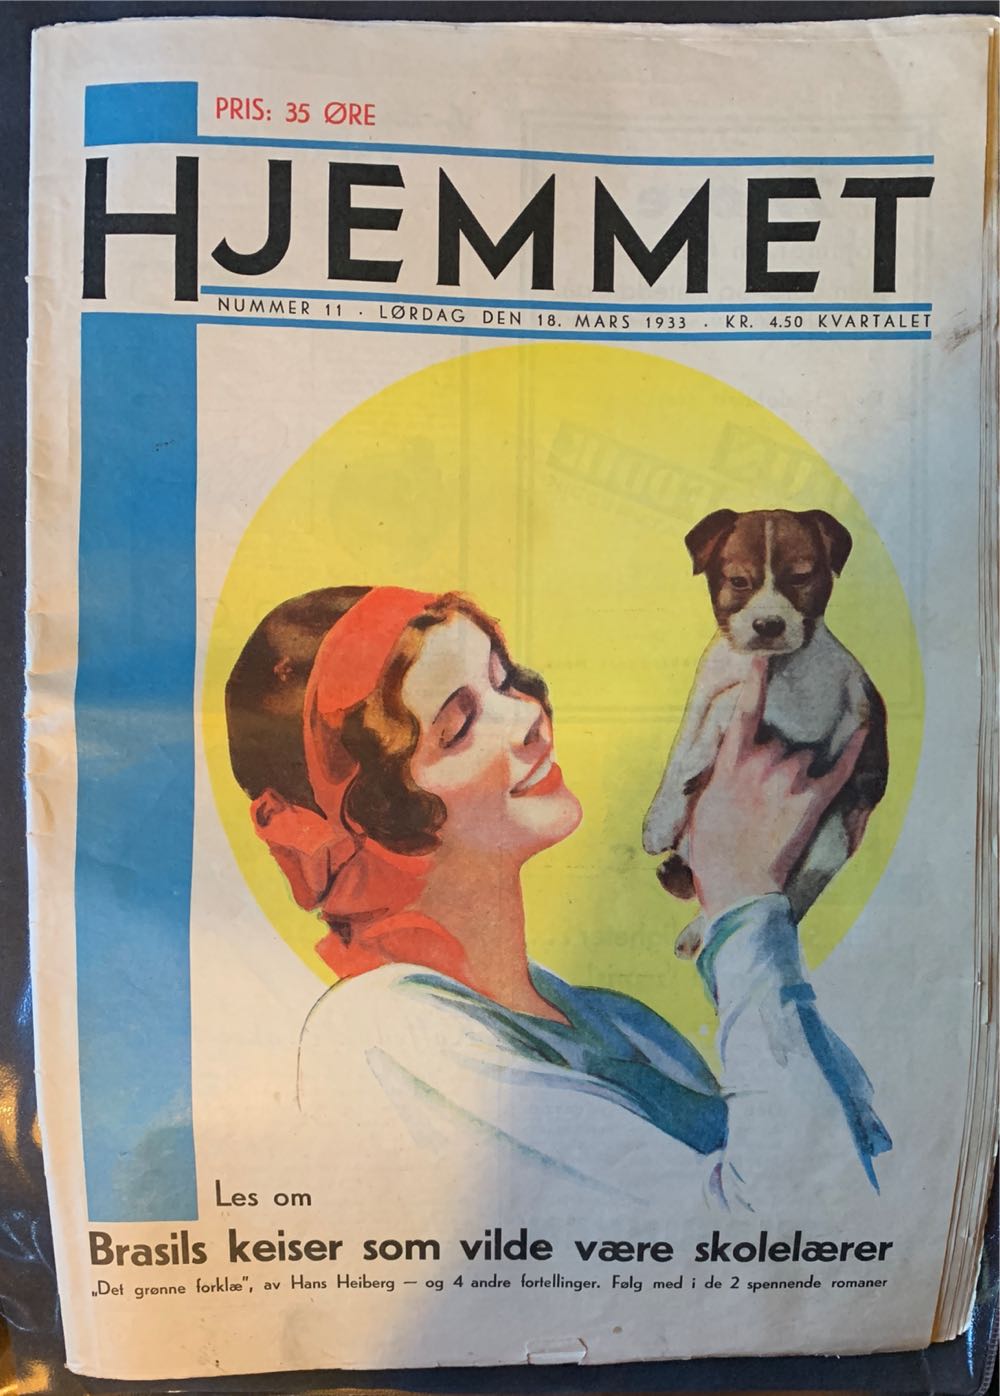 PRIS: 35 ØRE
HJEMMET
NUMMER 11 · LØRDAG DEN 18. MARS 1933 · KR. 4.50 KVARTALET
Les om
Brasils keiser som vilde være skolelærer
„Det grønne forklæ", av Hans Heiberg — og 4 andre fortellinger. Følg med i de 2 spennende romaner